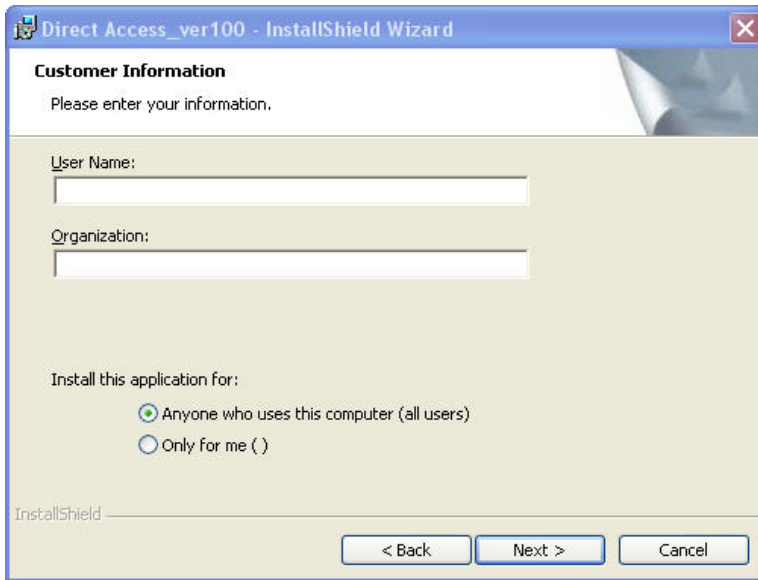 Direct Access_ver100 - InstallShield Wizard
Customer Information
Please enter your information.
User Name:
Organization:
Install this application for:
Anyone who uses this computer (all users)
Only for me ( )
InstallShield
< Back Next > Cancel